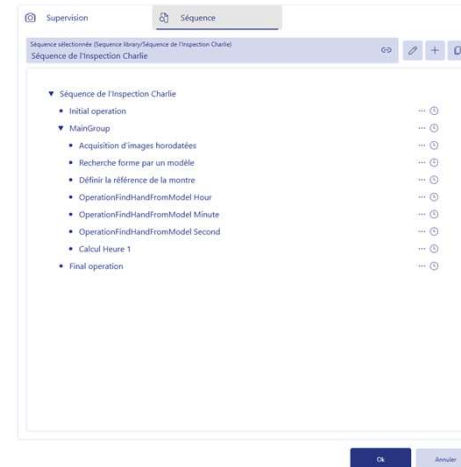 Supervision
Séquence
Séquence sélectionnée (Sequence library/Séquence de l'Inspection Charlie)
Séquence de l'Inspection Charlie
Séquence de l'Inspection Charlie
Initial operation
MainGroup
Acquisition d'images horodatées
Recherche forme par un modèle
Définir la référence de la montre
OperationFindHandFromModel Hour
OperationFindHandFromModel Minute
OperationFindHandFromModel Second
Calcul Heure 1
Final operation
Ok
Annuler